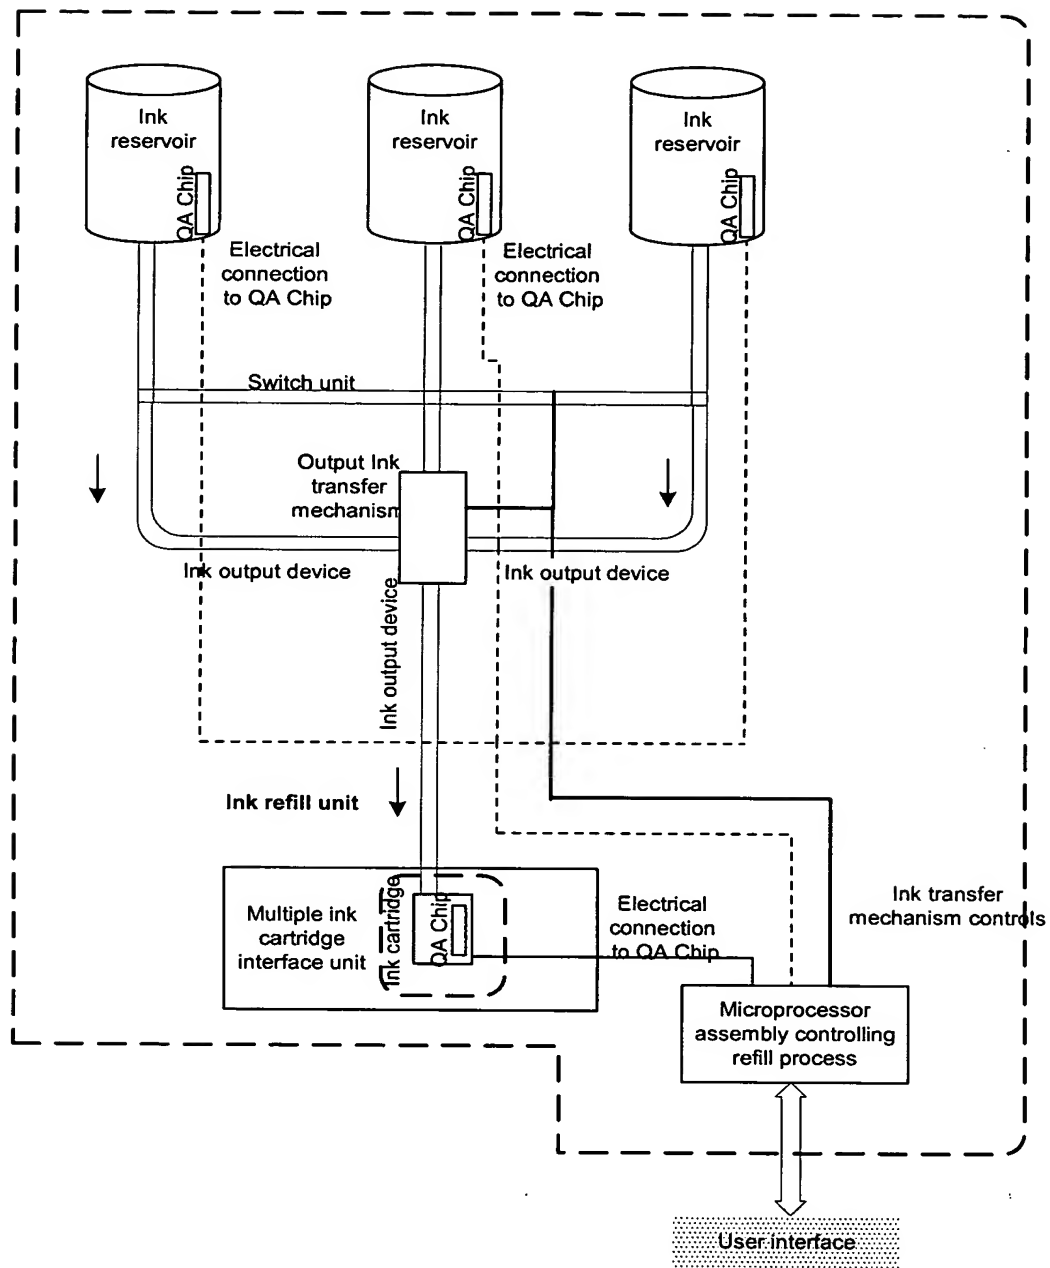 Ink
reservoir
QA Chip
Ink
reservoir
QA Chip
Ink
reservoir
QA Chip
Electrical
connection
to QA Chip
Electrical
connection
to QA Chip
Switch unit
Output Ink
transfer
mechanism
Ink output device
Ink output device
Ink output device
Ink refill unit
Multiple ink
cartridge
interface unit
Ink cartridge
QA Chip
Electrical
connection
to QA Chip
Ink transfer
mechanism controls
Microprocessor
assembly controlling
refill process
User interface